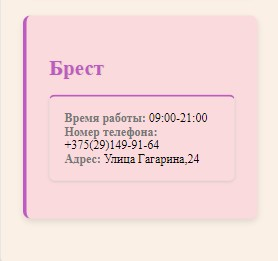 Брест
Время работы: 09:00-21:00
Номер телефона:
+375(29)149-91-64
Адрес: Улица Гагарина,24